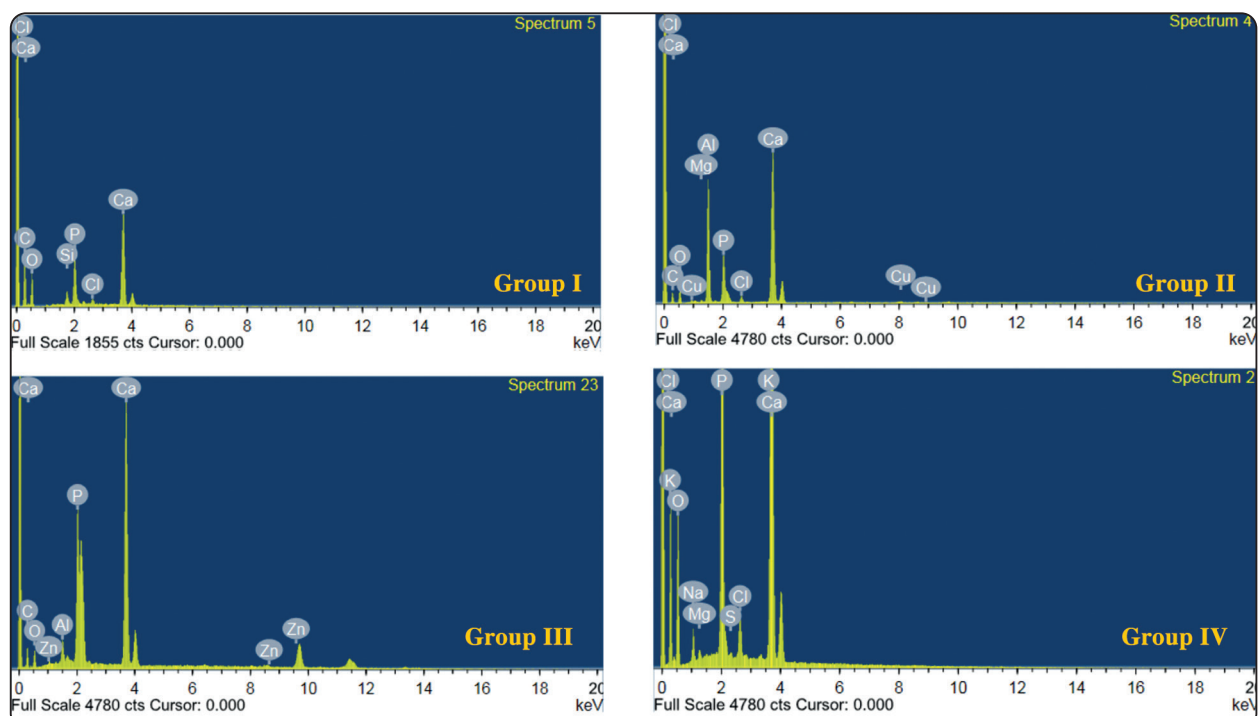 Spectrum 5
Cl
Ca
Ca
C
P
Si
O
Cl
Group I
0 2 4 6 8 10 12 14 16 18 20
Full Scale 1855 cts Cursor: 0.000 keV
Spectrum 4
Cl
Ca
Al
Ca
Mg
P
O
C
Cu
Cl
Cu
Cu
Group II
0 2 4 6 8 10 12 14 16 18 20
Full Scale 4780 cts Cursor: 0.000 keV
Spectrum 23
Ca
Ca
P
C
O
Al
Zn
Zn
Zn
Group III
0 2 4 6 8 10 12 14 16 18 20
Full Scale 4780 cts Cursor: 0.000 keV
Spectrum 2
Cl
P
K
Ca
Ca
K
O
Na
Cl
Mg
S
Group IV
0 2 4 6 8 10 12 14 16 18 20
Full Scale 4780 cts Cursor: 0.000 keV